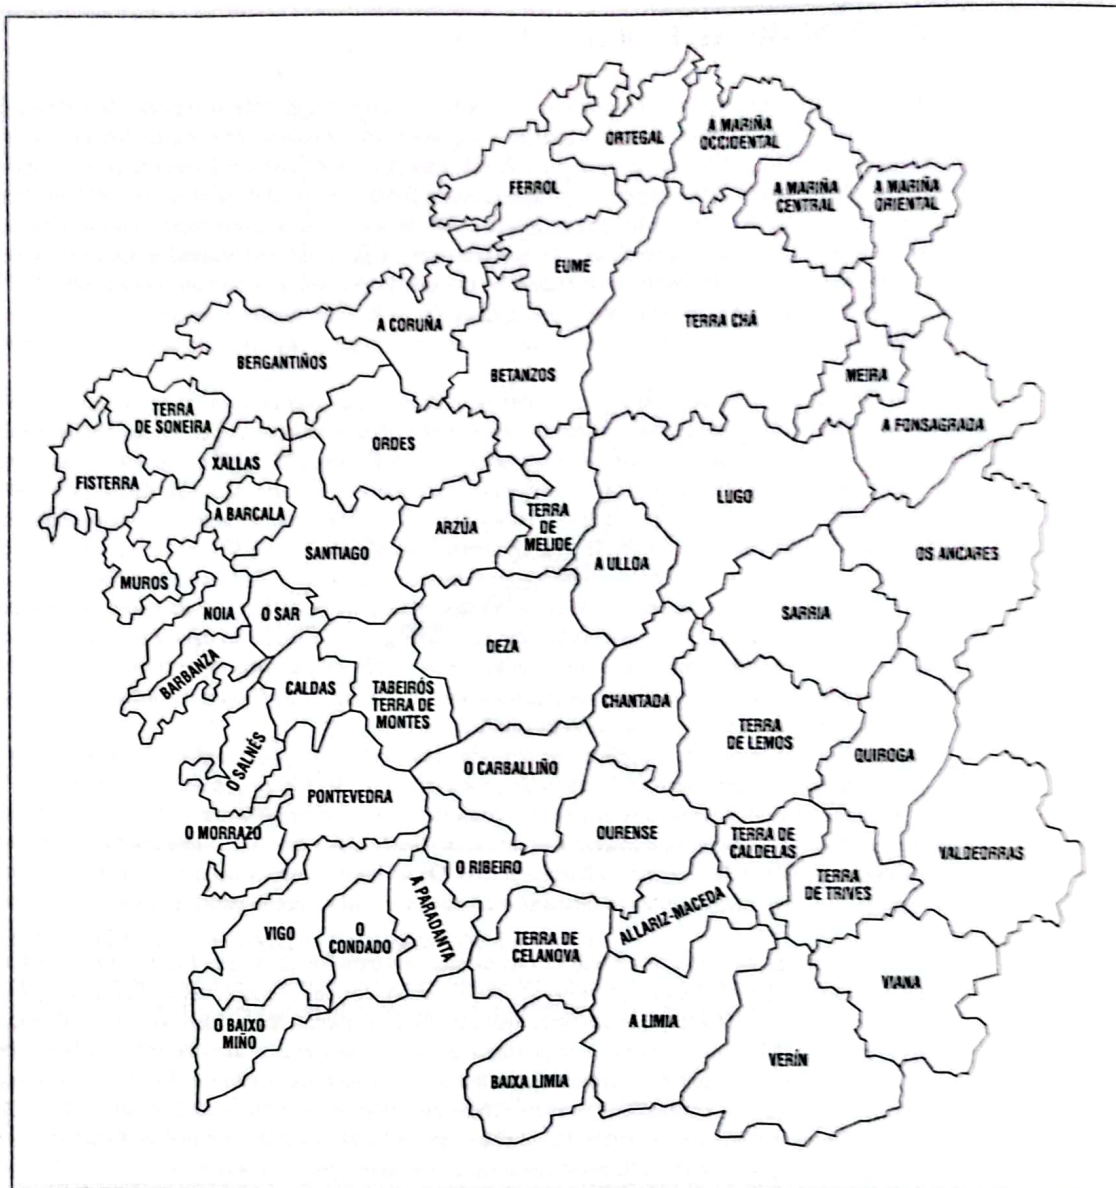 ORTEGAL
A MARIÑA
OCCIDENTAL
FERROL
A MARIÑA
CENTRAL
A MARIÑA
ORIENTAL
EUME
TERRA CHÁ
A CORUÑA
BERGANTIÑOS
BETANZOS
MEIRA
TERRA
DE SONEIRA
ORDES
A FONSAGRADA
XALLAS
FISTERRA
LUGO
A BARCALA
ARZÚA
TERRA
DE
MELIDE
SANTIAGO
A ULLOA
OS ANCARES
MUROS
NOIA
O SAR
SARRIA
DEZA
BARBANZA
CALDAS
TABEIRÓS
TERRA DE
MONTES
CHANTADA
TERRA
DE LEMOS
QUIROGA
O SALNÉS
O CARBALLIÑO
PONTEVEDRA
O MORRAZO
OURENSE
TERRA DE
CALDELAS
VALDEORRAS
O RIBEIRO
TERRA
DE TRIVES
A PARADANTA
ALLARIZ-MACEDA
VIGO
O
CONDADO
TERRA DE
CELANOVA
VIANA
O BAIXO
MIÑO
A LIMIA
VERÍN
BAIXA LIMIA